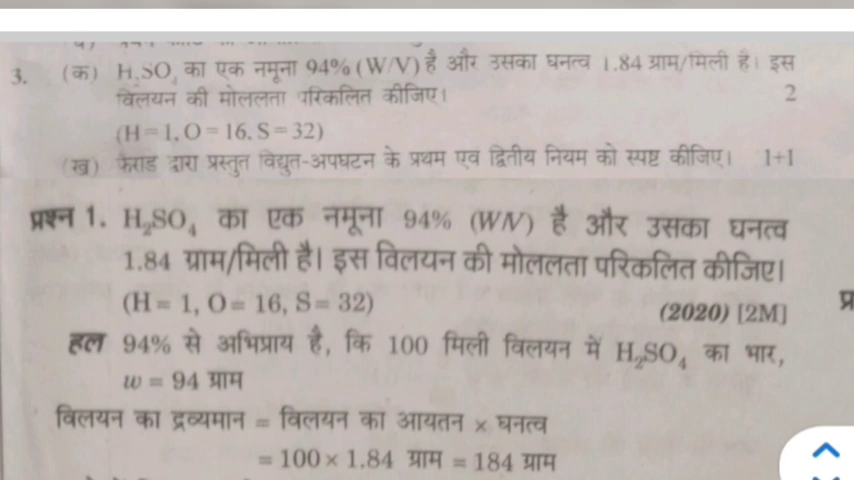 3. (क) H₂SO₄ का एक नमूना 94% (W/V) है और उसका घनत्व 1.84 ग्राम/मिली है। इस
विलयन की मोललता परिकलित कीजिए। 2
(H=1, O=16, S=32)
(ख) फैराडे द्वारा प्रस्तुत विद्युत-अपघटन के प्रथम एवं द्वितीय नियम को स्पष्ट कीजिए। 1+1
प्रश्न 1. H₂SO₄ का एक नमूना 94% (W/V) है और उसका घनत्व
1.84 ग्राम/मिली है। इस विलयन की मोललता परिकलित कीजिए।
(H = 1, O = 16, S = 32) (2020) [2M]
हल 94% से अभिप्राय है, कि 100 मिली विलयन में H₂SO₄ का भार,
w = 94 ग्राम
विलयन का द्रव्यमान = विलयन का आयतन × घनत्व
= 100 × 1.84 ग्राम = 184 ग्राम